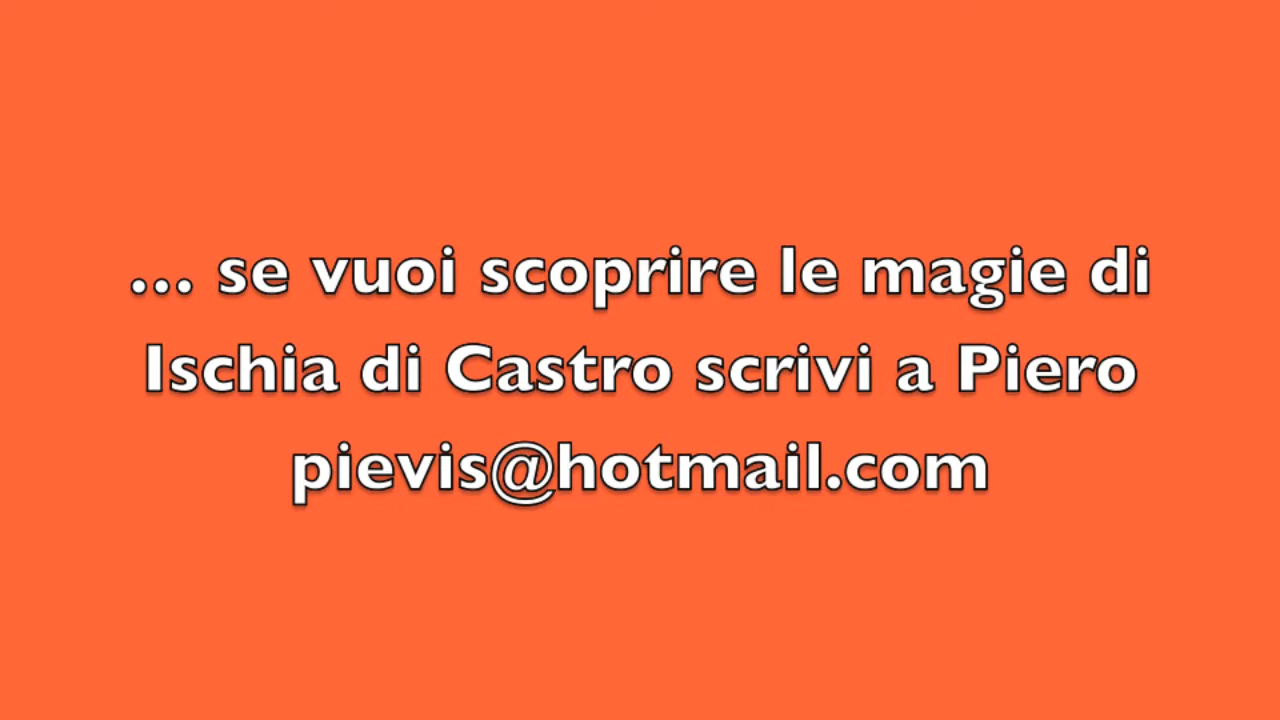 ... se vuoi scoprire le magie di
Ischia di Castro scrivi a Piero
pievis@hotmail.com